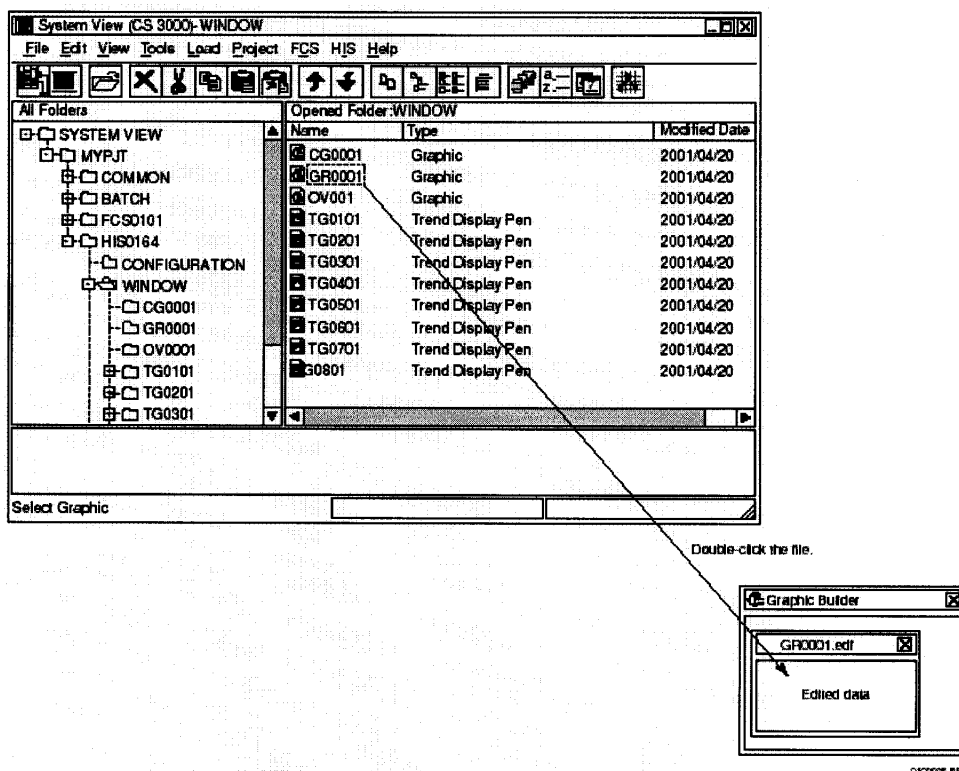 System View (CS 3000)-WINDOW
File Edit View Tools Load Project FCS HIS Help
All Folders
Opened Folder:WINDOW
Name Type Modified Date
SYSTEM VIEW
MYPJT
COMMON
BATCH
FCS0101
HIS0164
CONFIGURATION
WINDOW
CG0001
GR0001
OV0001
TG0101
TG0201
TG0301
CG0001 Graphic 2001/04/20
GR0001 Graphic 2001/04/20
OV001 Graphic 2001/04/20
TG0101 Trend Display Pen 2001/04/20
TG0201 Trend Display Pen 2001/04/20
TG0301 Trend Display Pen 2001/04/20
TG0401 Trend Display Pen 2001/04/20
TG0501 Trend Display Pen 2001/04/20
TG0601 Trend Display Pen 2001/04/20
TG0701 Trend Display Pen 2001/04/20
G0801 Trend Display Pen 2001/04/20
Select Graphic
Double-click the file.
Graphic Builder
GR0001.edf
Edited data